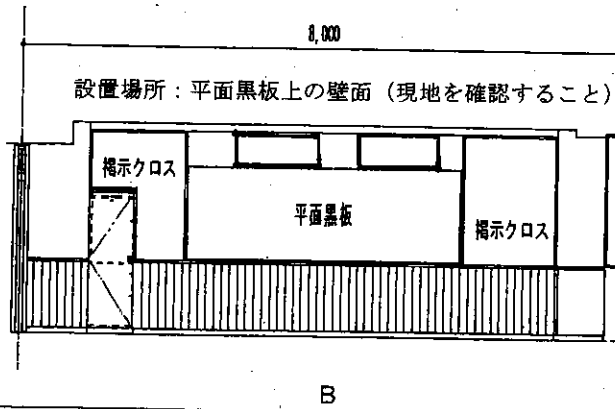 8,000
設置場所：平面黒板上の壁面（現地を確認すること）
掲示クロス
平面黒板
掲示クロス
B